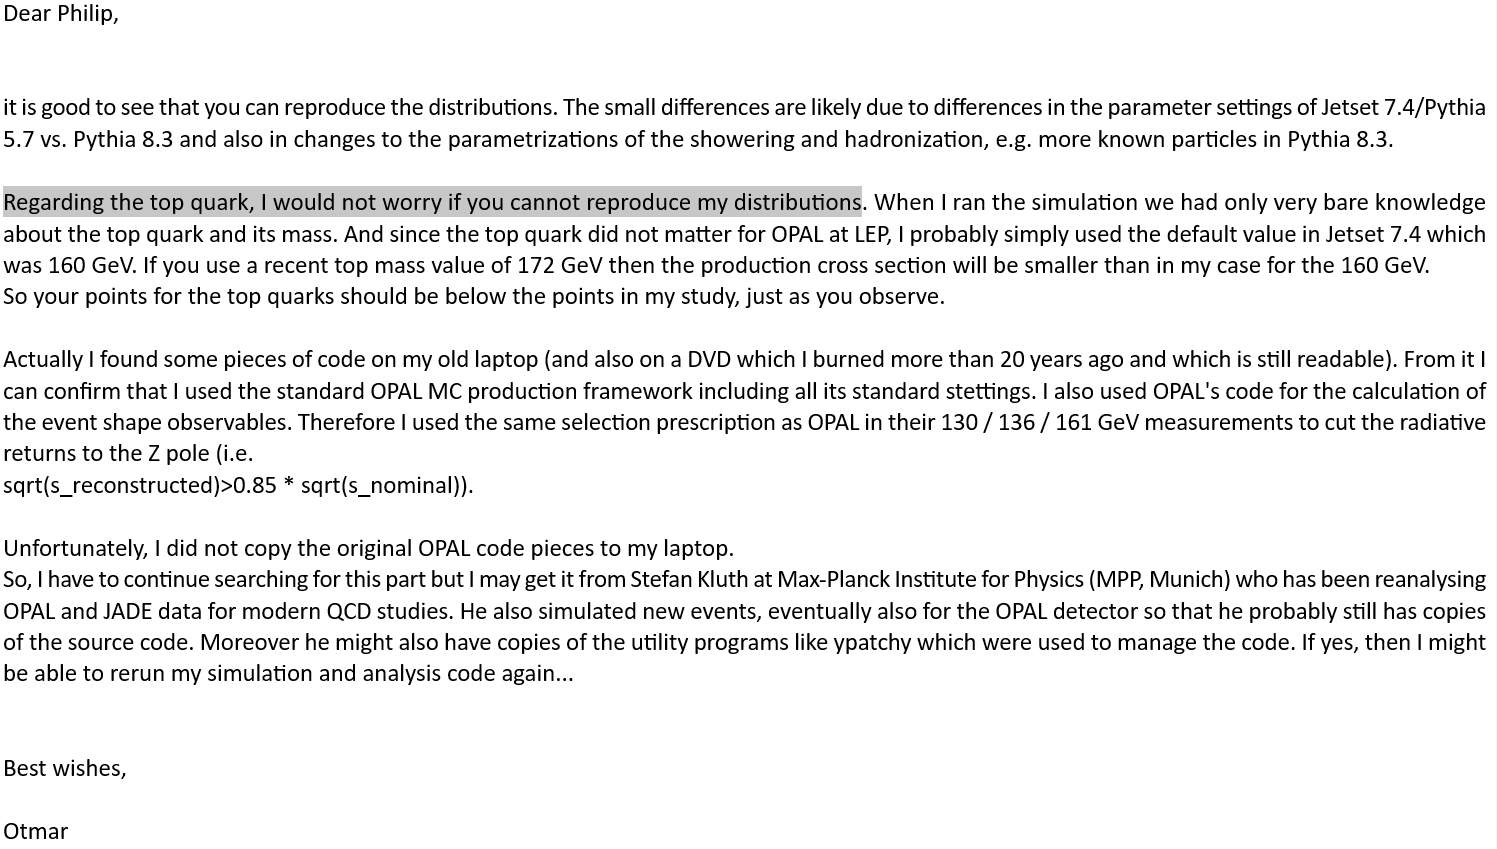 Dear Philip,
it is good to see that you can reproduce the distributions. The small differences are likely due to differences in the parameter settings of Jetset 7.4/Pythia
5.7 vs. Pythia 8.3 and also in changes to the parametrizations of the showering and hadronization, e.g. more known particles in Pythia 8.3.
Regarding the top quark, I would not worry if you cannot reproduce my distributions. When I ran the simulation we had only very bare knowledge
about the top quark and its mass. And since the top quark did not matter for OPAL at LEP, I probably simply used the default value in Jetset 7.4 which
was 160 GeV. If you use a recent top mass value of 172 GeV then the production cross section will be smaller than in my case for the 160 GeV.
So your points for the top quarks should be below the points in my study, just as you observe.
Actually I found some pieces of code on my old laptop (and also on a DVD which I burned more than 20 years ago and which is still readable). From it I
can confirm that I used the standard OPAL MC production framework including all its standard stettings. I also used OPAL's code for the calculation of
the event shape observables. Therefore I used the same selection prescription as OPAL in their 130 / 136 / 161 GeV measurements to cut the radiative
returns to the Z pole (i.e.
sqrt(s_reconstructed)>0.85 * sqrt(s_nominal)).
Unfortunately, I did not copy the original OPAL code pieces to my laptop.
So, I have to continue searching for this part but I may get it from Stefan Kluth at Max-Planck Institute for Physics (MPP, Munich) who has been reanalysing
OPAL and JADE data for modern QCD studies. He also simulated new events, eventually also for the OPAL detector so that he probably still has copies
of the source code. Moreover he might also have copies of the utility programs like ypatchy which were used to manage the code. If yes, then I might
be able to rerun my simulation and analysis code again...
Best wishes,
Otmar